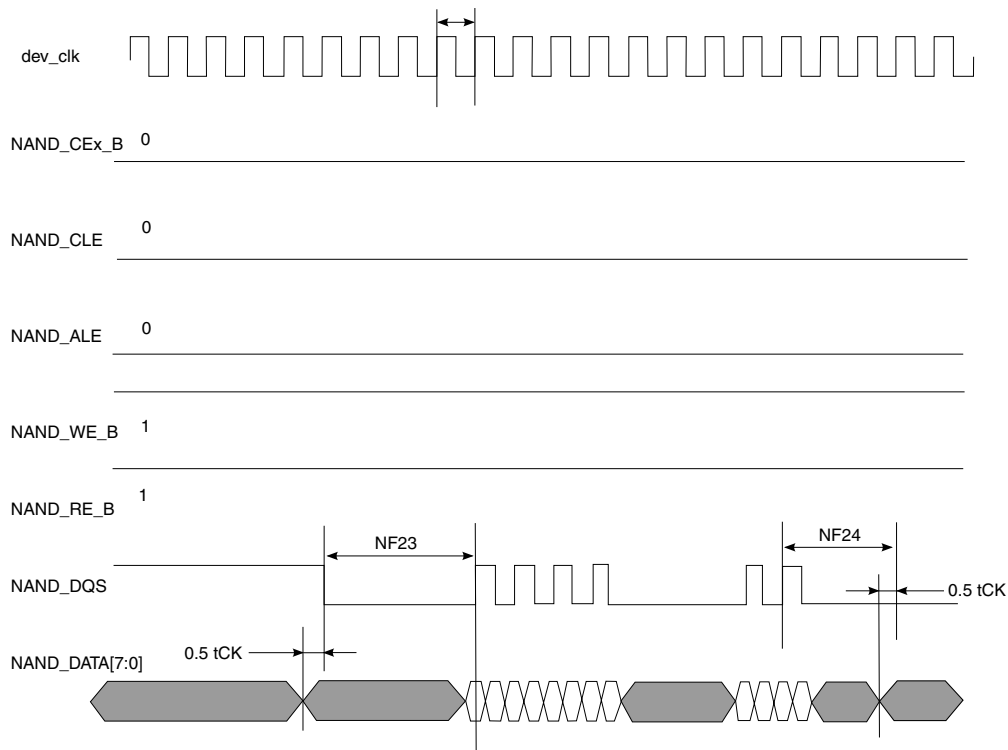 dev_clk
NAND_CEx_B 0
NAND_CLE 0
NAND_ALE 0
NAND_WE_B 1
NAND_RE_B 1
NF23
NF24
NAND_DQS
0.5 tCK
0.5 tCK
NAND_DATA[7:0]